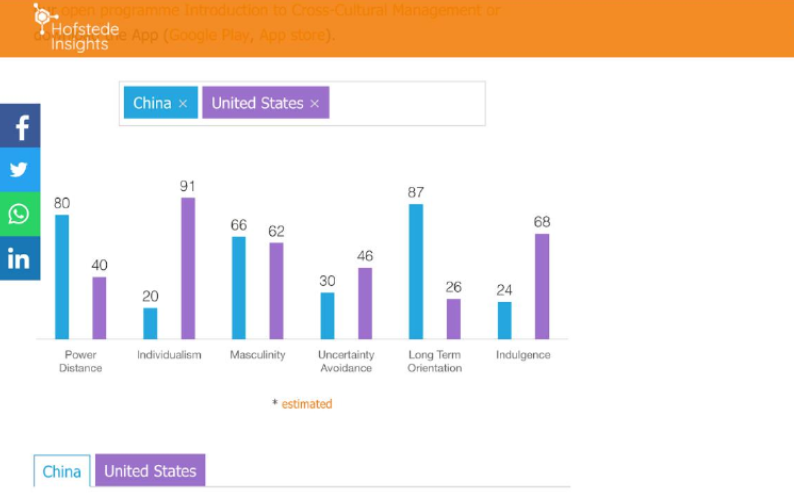 our open programme Introduction to Cross-Cultural Management or
Hofstede
Insights
the App (Google Play, App store).
China × United States ×
80 40 20 91 66 62 30 46 87 26 24 68
Power Distance
Individualism
Masculinity
Uncertainty Avoidance
Long Term Orientation
Indulgence
* estimated
China United States